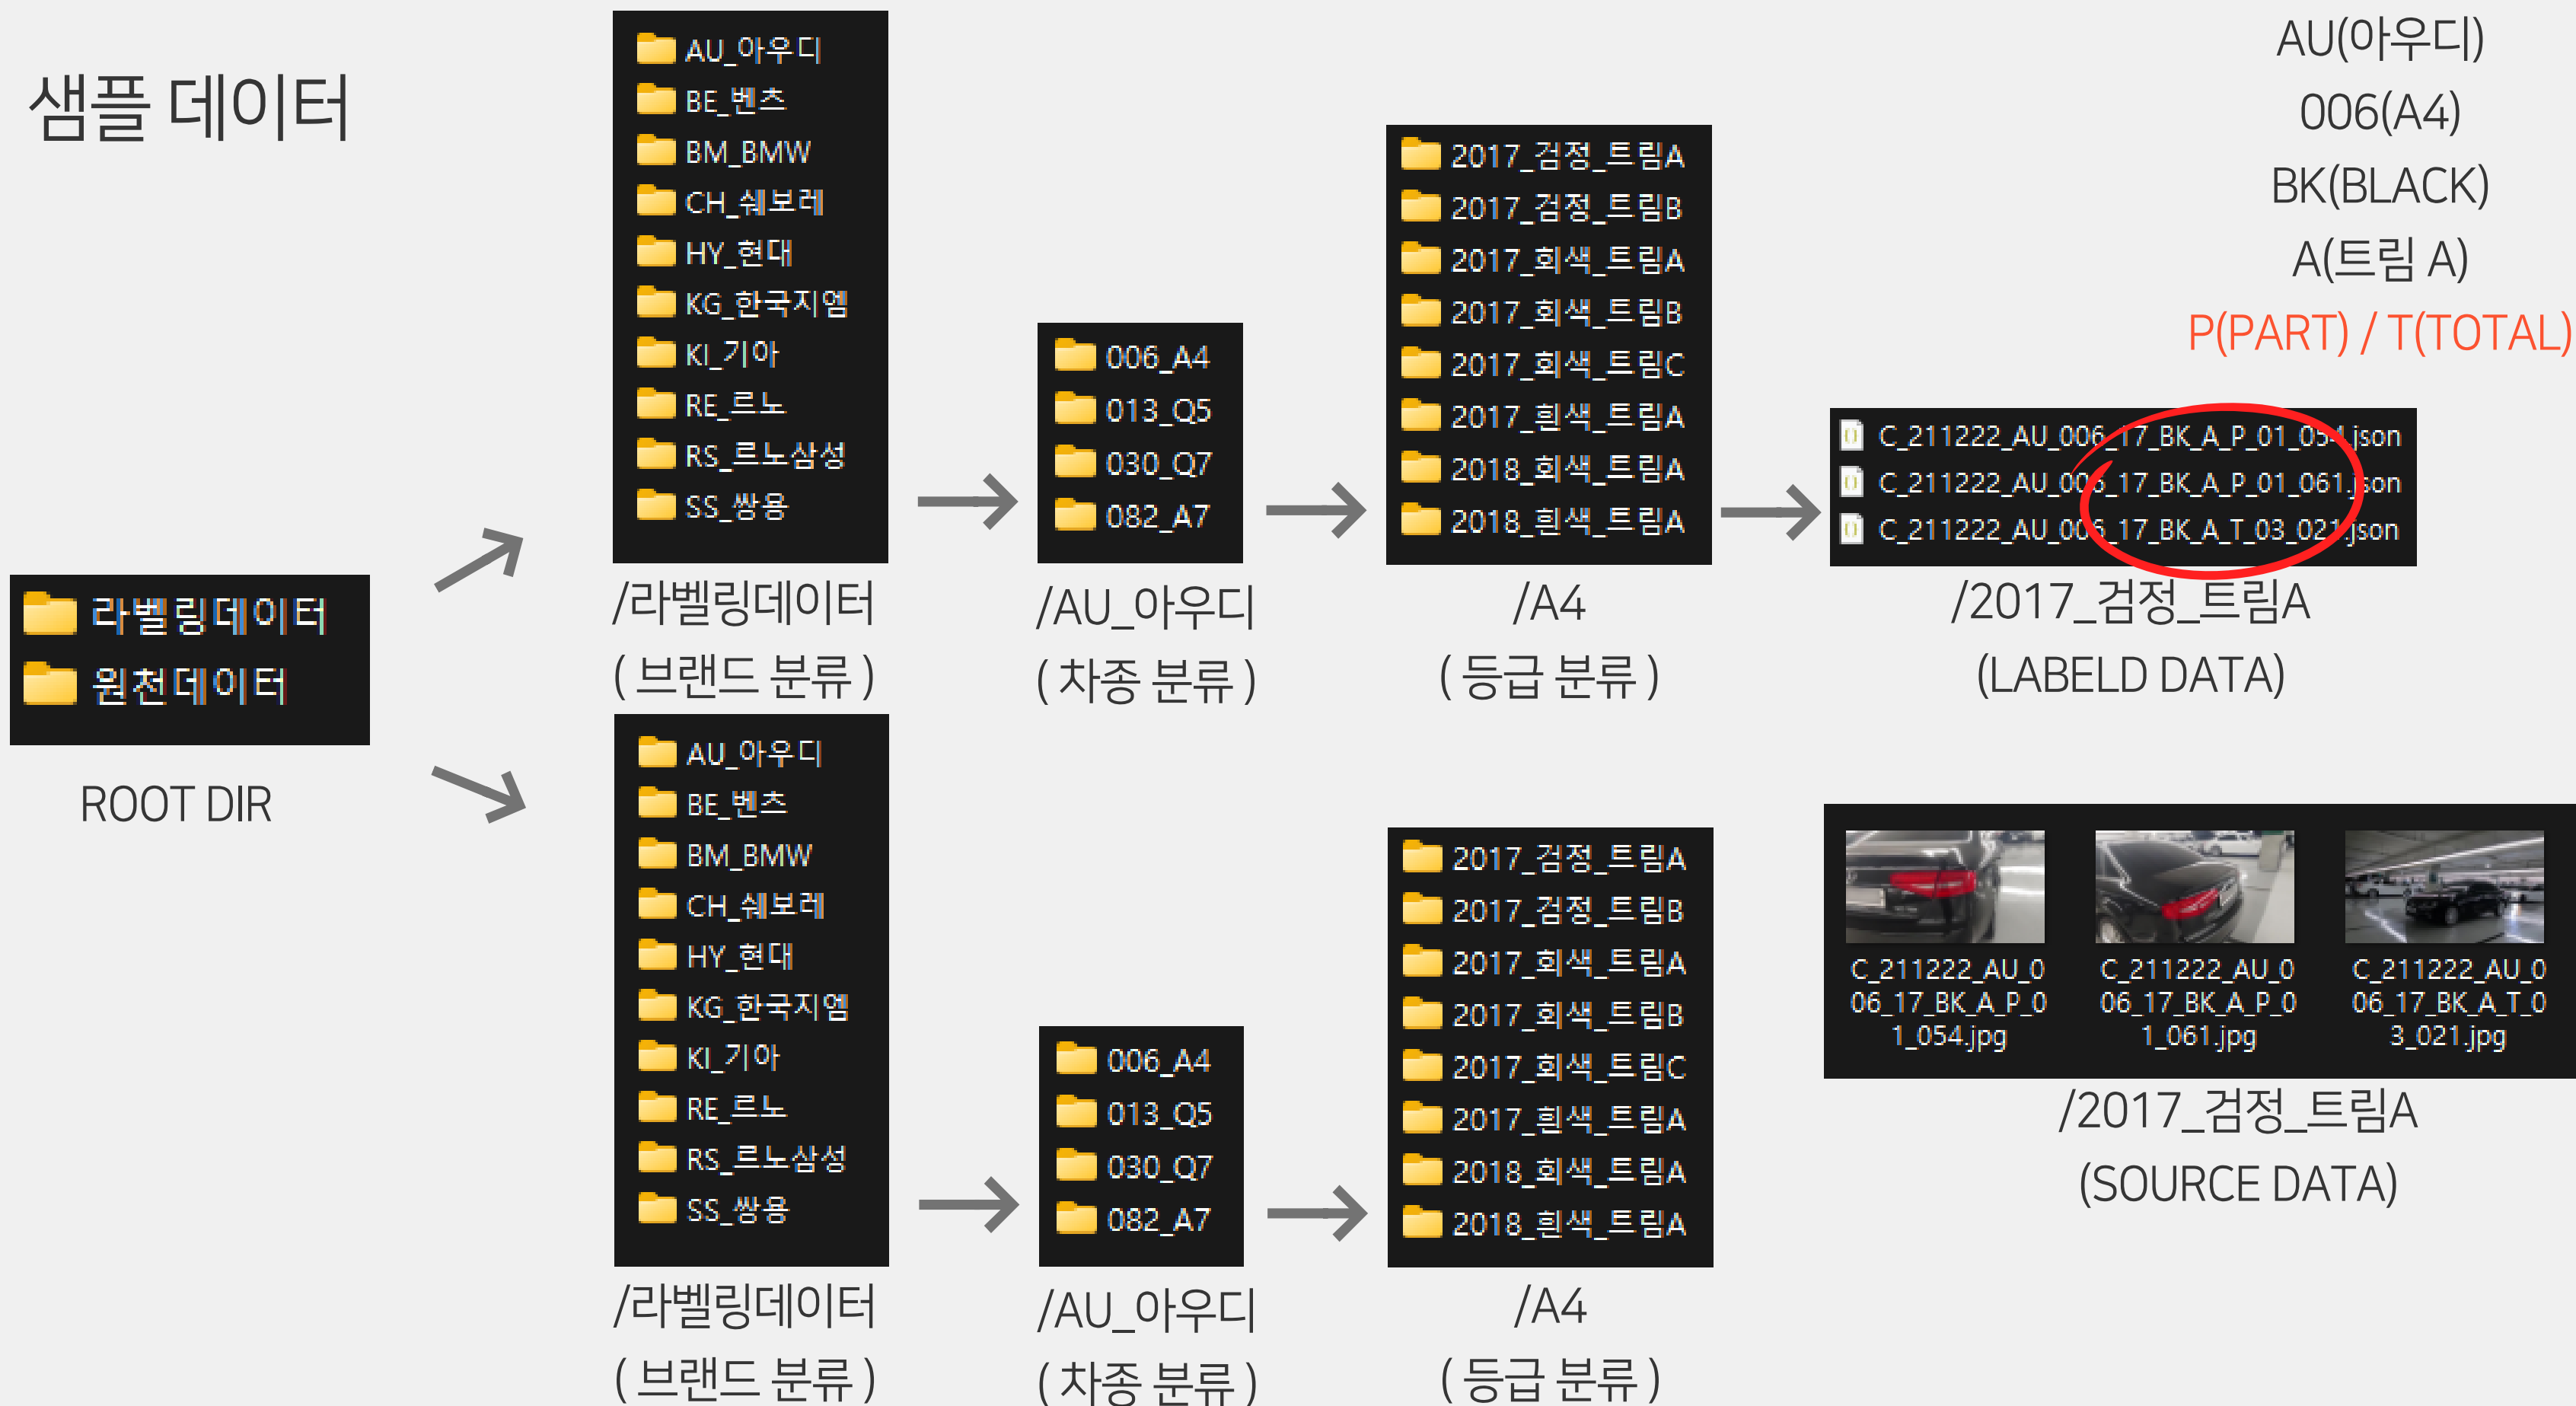 샘플 데이터
라벨링데이터
원천데이터
ROOT DIR
AU_아우디
BE_벤츠
BM_BMW
CH_쉐보레
HY_현대
KG_한국지엠
KI_기아
RE_르노
RS_르노삼성
SS_쌍용
/라벨링데이터
( 브랜드 분류 )
006_A4
013_Q5
030_Q7
082_A7
/AU_아우디
( 차종 분류 )
2017_검정_트림A
2017_검정_트림B
2017_회색_트림A
2017_회색_트림B
2017_회색_트림C
2017_흰색_트림A
2018_회색_트림A
2018_흰색_트림A
/A4
( 등급 분류 )
AU(아우디)
006(A4)
BK(BLACK)
A(트림 A)
P(PART) / T(TOTAL)
C_211222_AU_006_17_BK_A_P_01_054.json
C_211222_AU_006_17_BK_A_P_01_061.json
C_211222_AU_006_17_BK_A_T_03_021.json
/2017_검정_트림A
(LABELD DATA)
AU_아우디
BE_벤츠
BM_BMW
CH_쉐보레
HY_현대
KG_한국지엠
KI_기아
RE_르노
RS_르노삼성
SS_쌍용
/라벨링데이터
( 브랜드 분류 )
006_A4
013_Q5
030_Q7
082_A7
/AU_아우디
( 차종 분류 )
2017_검정_트림A
2017_검정_트림B
2017_회색_트림A
2017_회색_트림B
2017_회색_트림C
2017_흰색_트림A
2018_회색_트림A
2018_흰색_트림A
/A4
( 등급 분류 )
C_211222_AU_0
06_17_BK_A_P_0
1_054.jpg
C_211222_AU_0
06_17_BK_A_P_0
1_061.jpg
C_211222_AU_0
06_17_BK_A_T_0
3_021.jpg
/2017_검정_트림A
(SOURCE DATA)